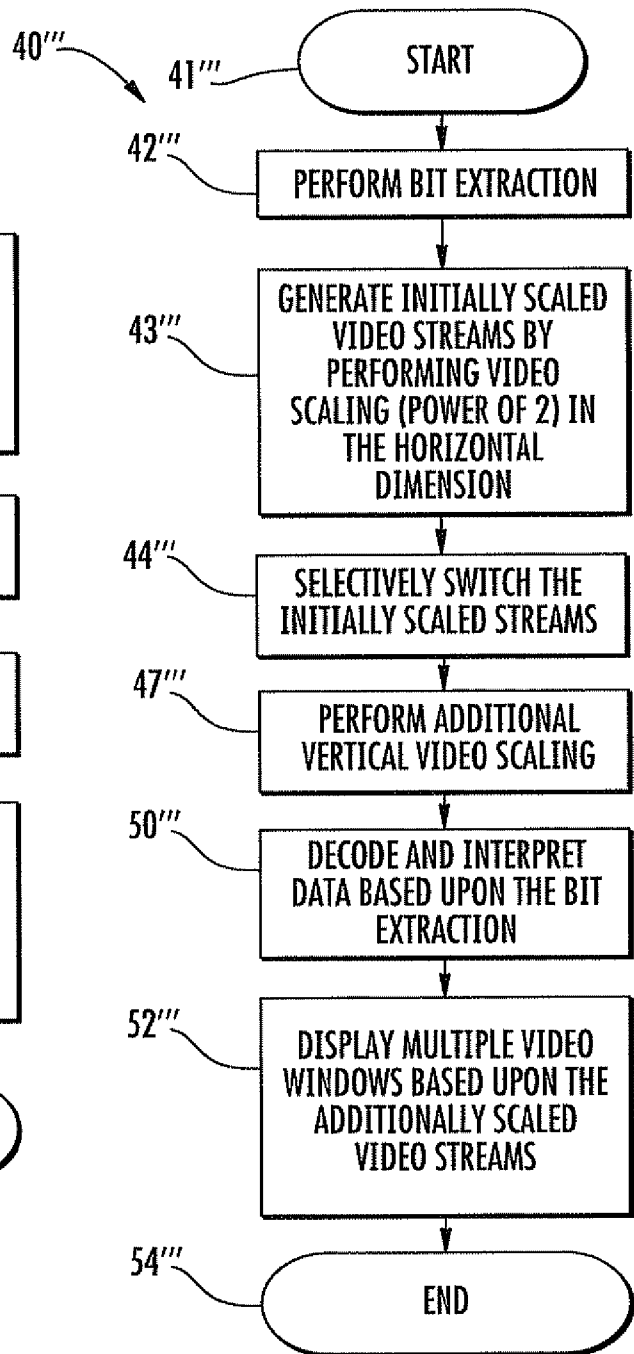 40'''
41'''
START
42'''
PERFORM BIT EXTRACTION
43'''
GENERATE INITIALLY SCALED
VIDEO STREAMS BY
PERFORMING VIDEO
SCALING (POWER OF 2) IN
THE HORIZONTAL
DIMENSION
44'''
SELECTIVELY SWITCH THE
INITIALLY SCALED STREAMS
47'''
PERFORM ADDITIONAL
VERTICAL VIDEO SCALING
50'''
DECODE AND INTERPRET
DATA BASED UPON THE BIT
EXTRACTION
52'''
DISPLAY MULTIPLE VIDEO
WINDOWS BASED UPON THE
ADDITIONALLY SCALED
VIDEO STREAMS
54'''
END